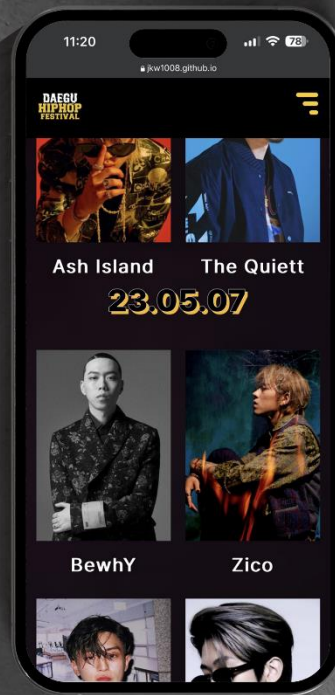 11:20
78
jkw1008.github.io
DAEGU
HIPHOP
FESTIVAL
Ash Island
The Quiett
23.05.07
BewhY
Zico